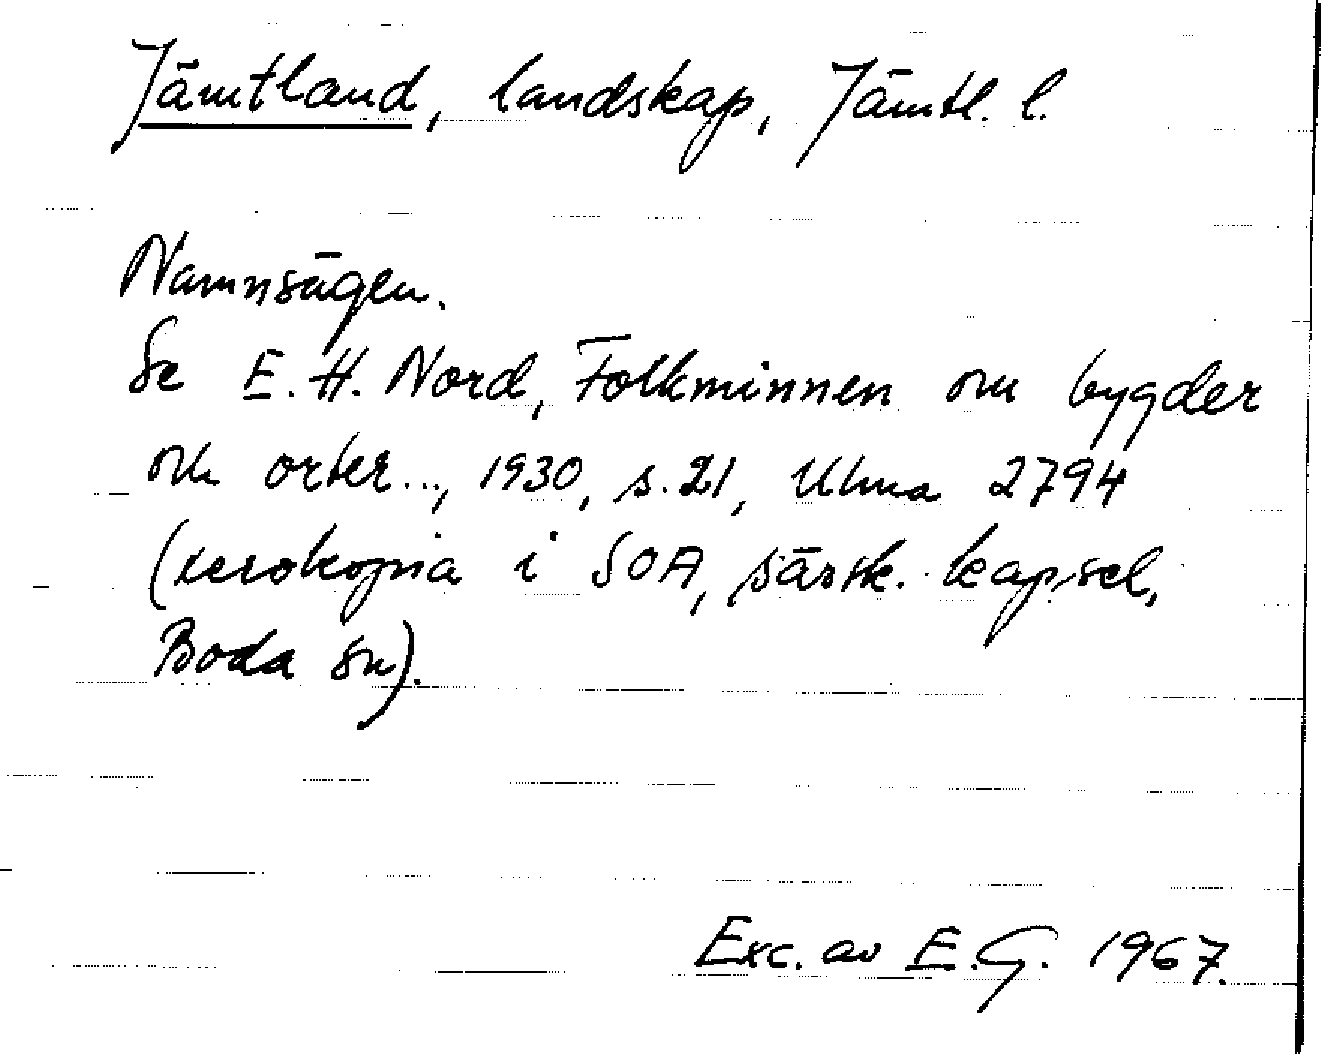 Jämtland, landskap, Jämtl. l.
Namnsägen.
Se E. H. Nord, Folkminnen om bygder
och orter..., 1930, s. 21, Ulma 2794
(xerokopia i SOA, särsk. kapsel,
Boda sn).
Exc. av E.G. 1967.